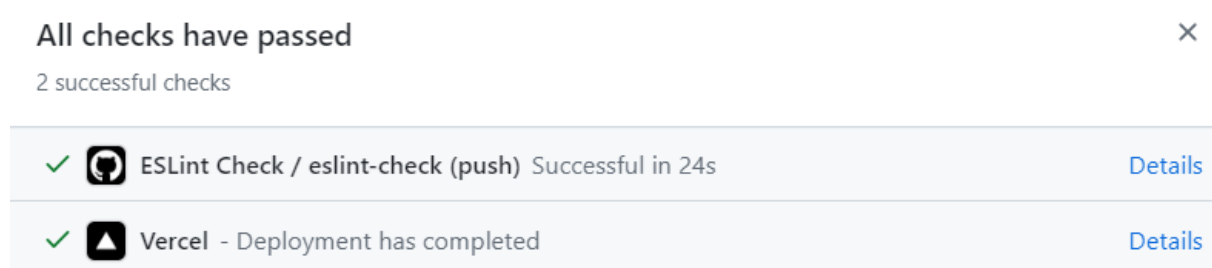 All checks have passed
2 successful checks
ESLint Check / eslint-check (push) Successful in 24s Details
Vercel - Deployment has completed Details